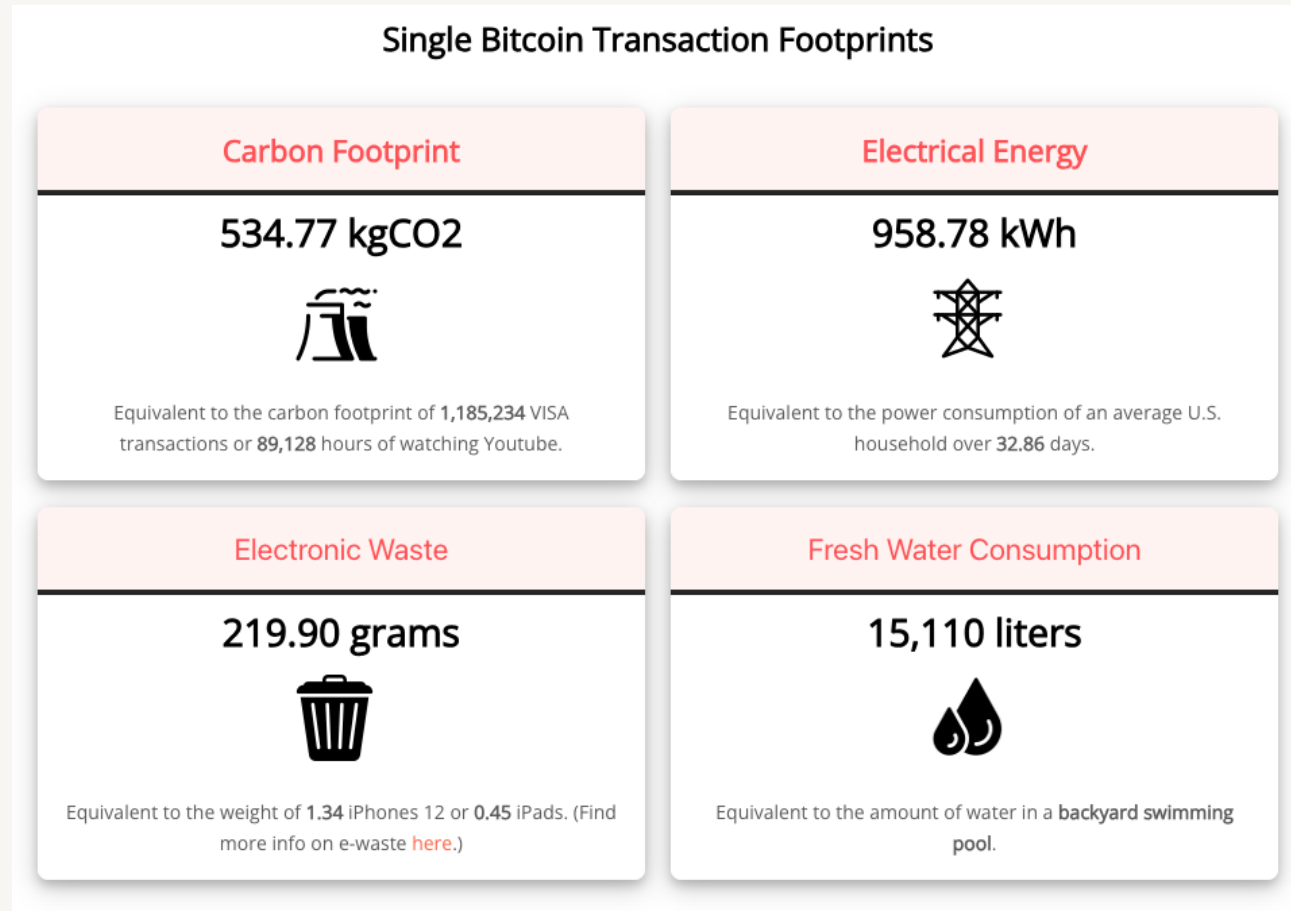 Single Bitcoin Transaction Footprints
Carbon Footprint
534.77 kgCO2
Equivalent to the carbon footprint of 1,185,234 VISA
transactions or 89,128 hours of watching Youtube.
Electrical Energy
958.78 kWh
Equivalent to the power consumption of an average U.S.
household over 32.86 days.
Electronic Waste
219.90 grams
Equivalent to the weight of 1.34 iPhones 12 or 0.45 iPads. (Find
more info on e-waste here.)
Fresh Water Consumption
15,110 liters
Equivalent to the amount of water in a backyard swimming
pool.